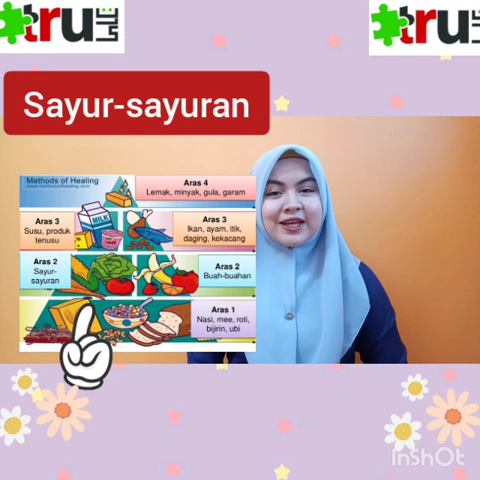 tru
tru
Sayur-sayuran
Methods of Healing
Aras 4
Lemak, minyak, gula, garam
Aras 3
Susu, produk
tenusu
MILK
Aras 3
Ikan, ayam, itik,
daging, kekacang
Aras 2
Sayur-
sayuran
Aras 2
Buah-buahan
Aras 1
Nasi, mee, roti,
bijirin, ubi
InShOt